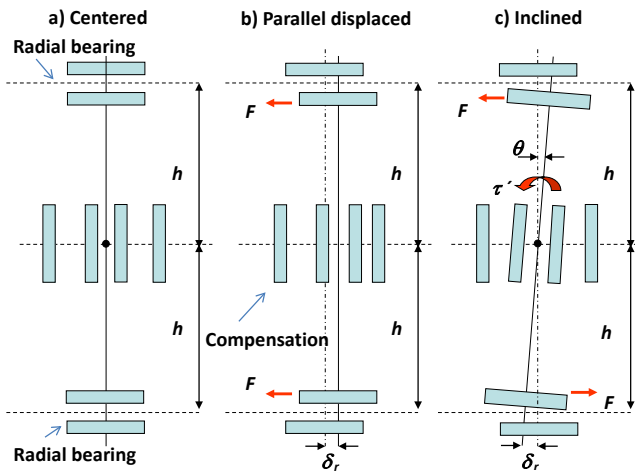 a) Centered
b) Parallel displaced
c) Inclined
Radial bearing
F
F
h
h
h
θ
τ´
Compensation
h
h
h
F
F
Radial bearing
δr
δr